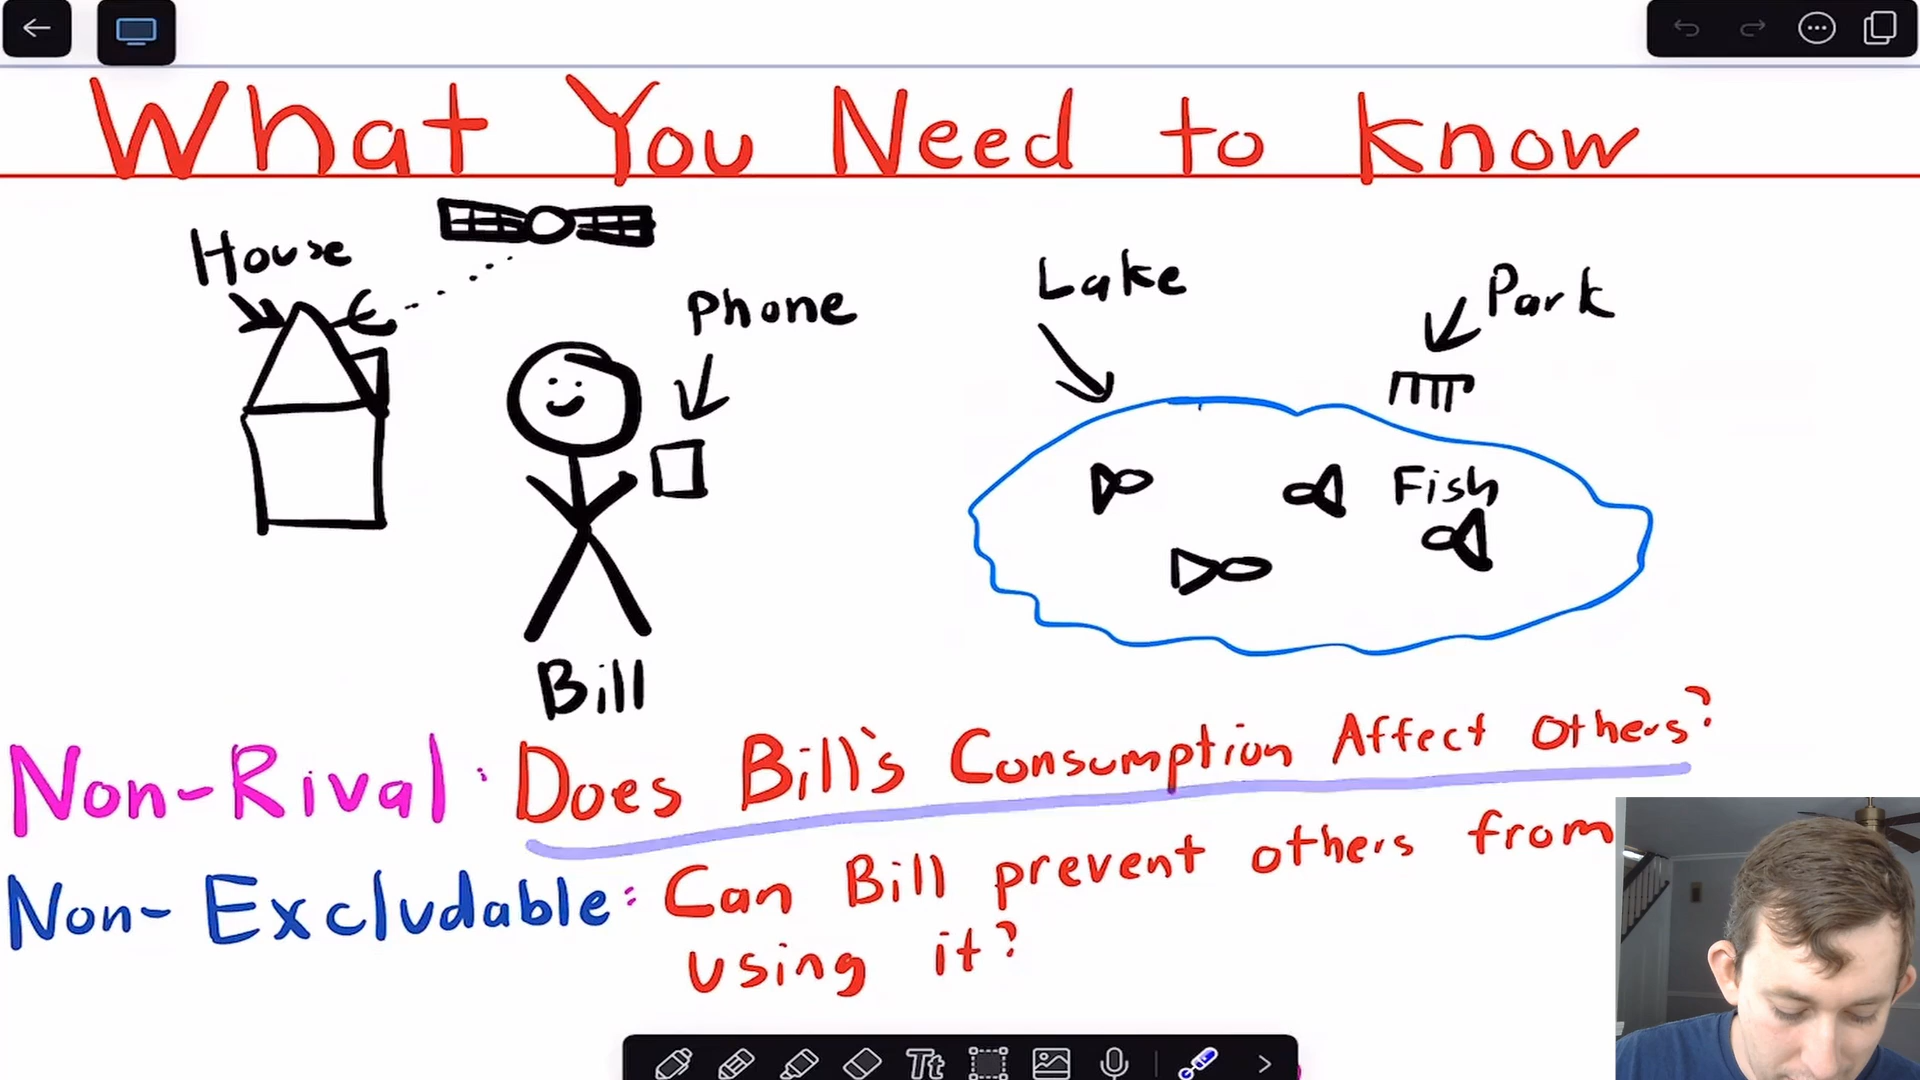 What You Need to Know
House
Phone
Lake
Park
Fish
Bill
Non-Rival: Does Bill's Consumption Affect Others?
Non-Excludable: Can Bill prevent others from
using it?
Tt